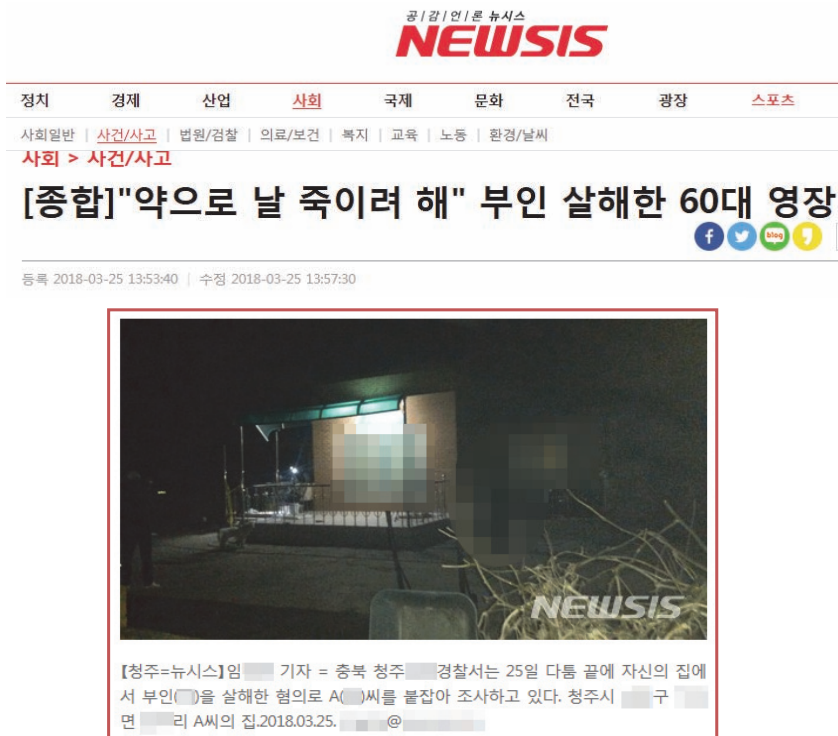 공|감|언|론 뉴시스
NEWSIS
정치 경제 산업 사회 국제 문화 전국 광장 스포츠
사회일반 | 사건/사고 | 법원/검찰 | 의료/보건 | 복지 | 교육 | 노동 | 환경/날씨
사회 > 사건/사고
[종합]"약으로 날 죽이려 해" 부인 살해한 60대 영장
f blog
등록 2018-03-25 13:53:40 | 수정 2018-03-25 13:57:30
NEWSIS
【청주=뉴시스】임 기자 = 충북 청주 경찰서는 25일 다툼 끝에 자신의 집에
서 부인( )을 살해한 혐의로 A( )씨를 붙잡아 조사하고 있다. 청주시 구
면 리 A씨의 집.2018.03.25. @